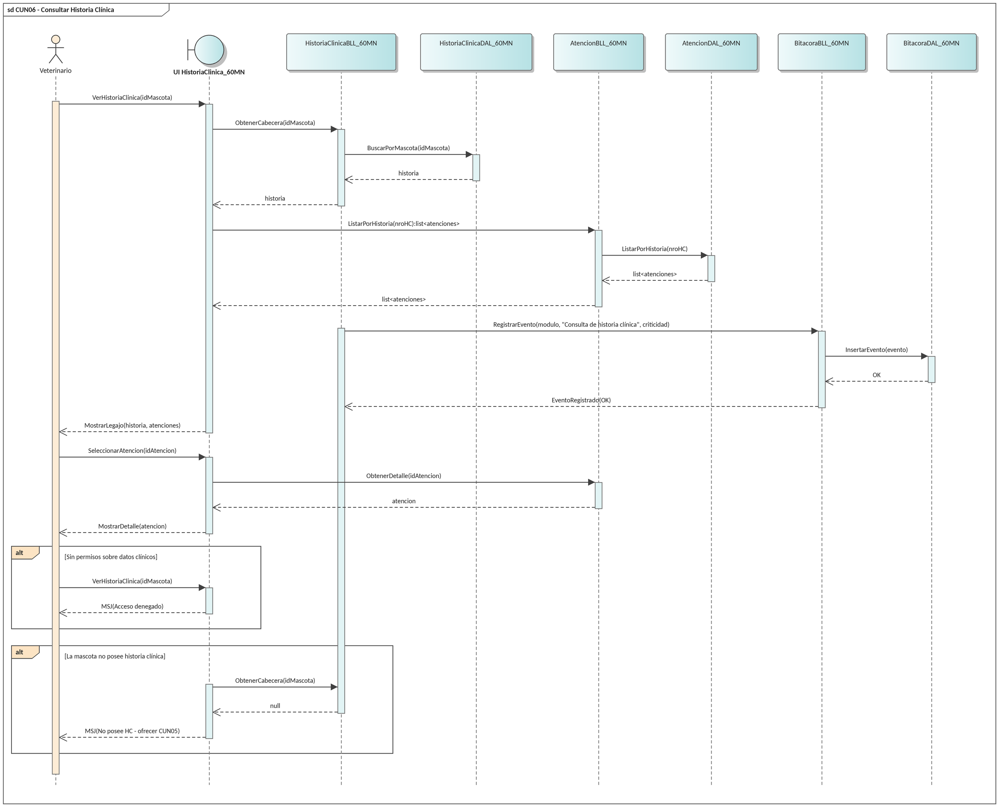 sd CUN06 - Consultar Historia Clínica
Veterinario
UI HistoriaClinica_60MN
HistoriaClinicaBLL_60MN
HistoriaClinicaDAL_60MN
AtencionBLL_60MN
AtencionDAL_60MN
BitacoraBLL_60MN
BitacoraDAL_60MN
VerHistoriaClinica(idMascota)
ObtenerCabecera(idMascota)
BuscarPorMascota(idMascota)
historia
historia
ListarPorHistoria(nroHC):list<atenciones>
ListarPorHistoria(nroHC)
list<atenciones>
list<atenciones>
RegistrarEvento(modulo, "Consulta de historia clínica", criticidad)
InsertarEvento(evento)
OK
EventoRegistrado(OK)
MostrarLegajo(historia, atenciones)
SeleccionarAtencion(idAtencion)
ObtenerDetalle(idAtencion)
atencion
MostrarDetalle(atencion)
alt
[Sin permisos sobre datos clínicos]
VerHistoriaClinica(idMascota)
MSJ(Acceso denegado)
alt
[La mascota no posee historia clínica]
ObtenerCabecera(idMascota)
null
MSJ(No posee HC - ofrecer CUN05)